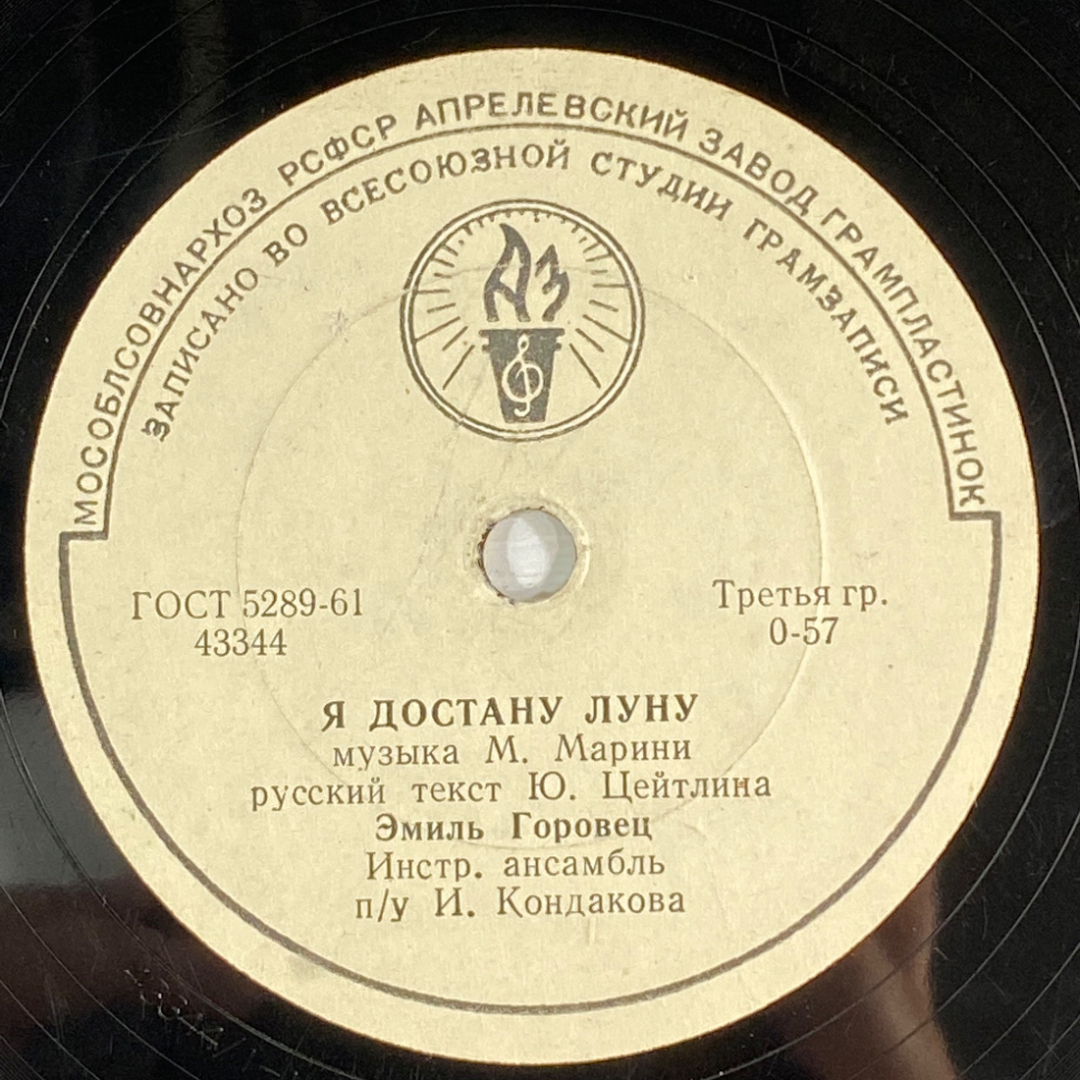 МОСОБЛСОВНАРХОЗ РСФСР АПРЕЛЕВСКИЙ ЗАВОД ГРАМПЛАСТИНОК
ЗАПИСАНО ВО ВСЕСОЮЗНОЙ СТУДИИ ГРАМЗАПИСИ
АЗ
ГОСТ 5289-61
43344
Третья гр.
0-57
Я ДОСТАНУ ЛУНУ
музыка М. Марини
русский текст Ю. Цейтлина
Эмиль Горовец
Инстр. ансамбль
п/у И. Кондакова